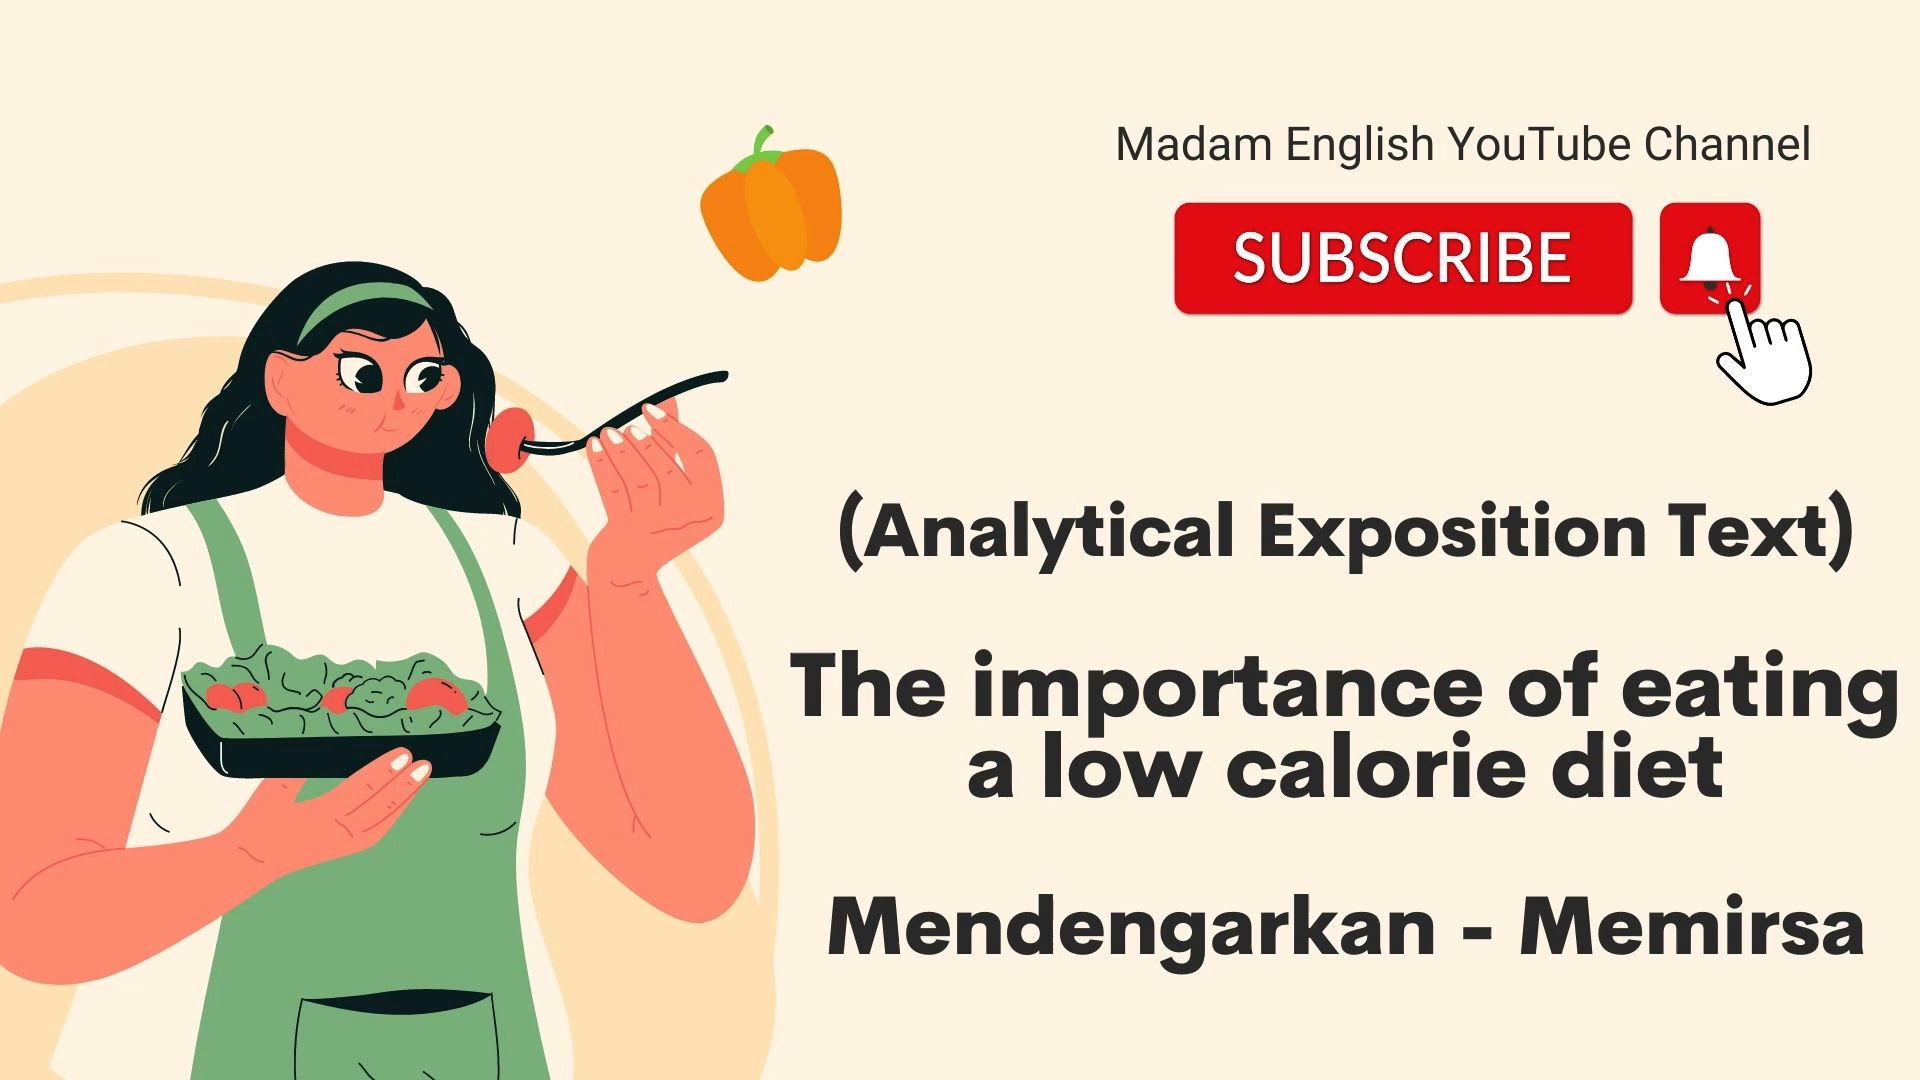 Madam English YouTube Channel
SUBSCRIBE
(Analytical Exposition Text)
The importance of eating
a low calorie diet
Mendengarkan - Memirsa